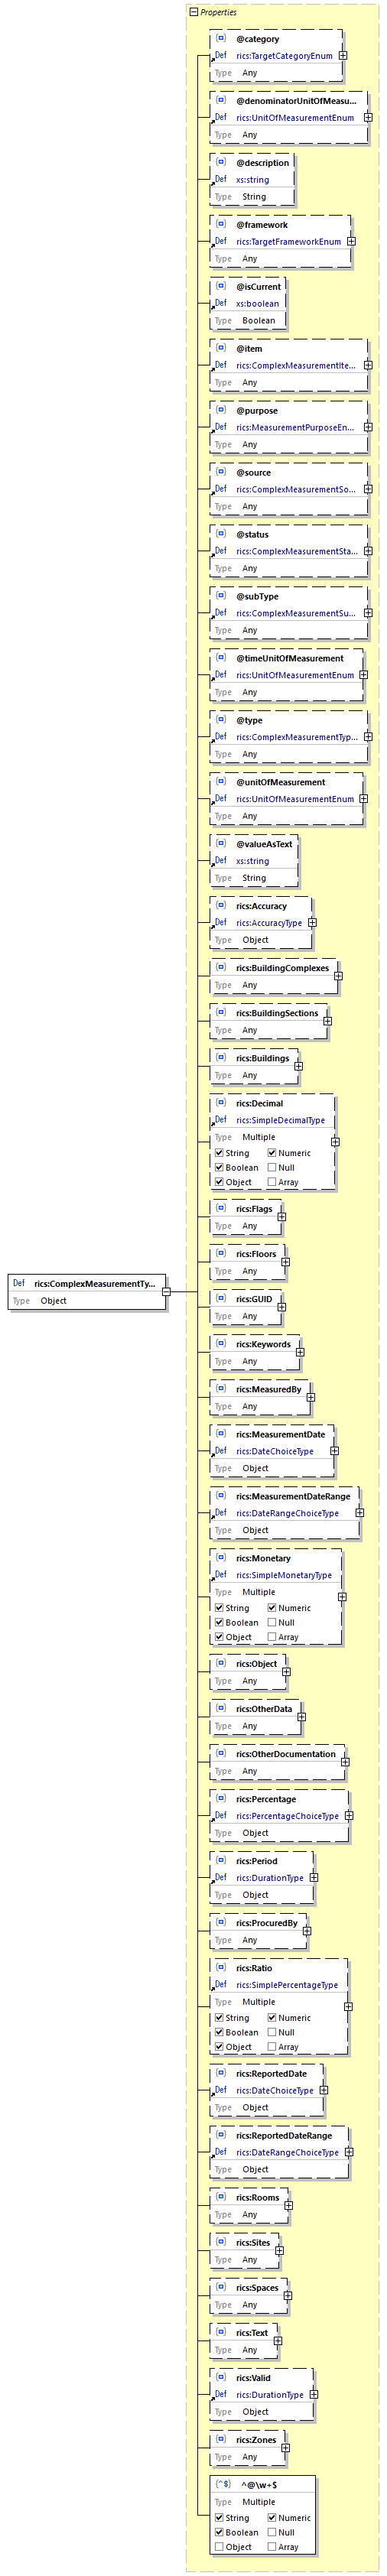 Properties
@category
Def rics:TargetCategoryEnum
Type Any
@denominatorUnitOfMeasu...
Def rics:UnitOfMeasurementEnum
Type Any
@description
Def xs:string
Type String
@framework
Def rics:TargetFrameworkEnum
Type Any
@isCurrent
Def xs:boolean
Type Boolean
@item
Def rics:ComplexMeasurementIte...
Type Any
@purpose
Def rics:MeasurementPurposeEn...
Type Any
@source
Def rics:ComplexMeasurementSo...
Type Any
@status
Def rics:ComplexMeasurementSta...
Type Any
@subType
Def rics:ComplexMeasurementSu...
Type Any
@timeUnitOfMeasurement
Def rics:UnitOfMeasurementEnum
Type Any
@type
Def rics:ComplexMeasurementTyp...
Type Any
@unitOfMeasurement
Def rics:UnitOfMeasurementEnum
Type Any
@valueAsText
Def xs:string
Type String
rics:Accuracy
Def rics:AccuracyType
Type Object
rics:BuildingComplexes
Type Any
rics:BuildingSections
Type Any
rics:Buildings
Type Any
rics:Decimal
Def rics:SimpleDecimalType
Type Multiple
String Numeric
Boolean Null
Object Array
rics:Flags
Type Any
rics:Floors
Type Any
Def rics:ComplexMeasurementTy...
Type Object
rics:GUID
Type Any
rics:Keywords
Type Any
rics:MeasuredBy
Type Any
rics:MeasurementDate
Def rics:DateChoiceType
Type Object
rics:MeasurementDateRange
Def rics:DateRangeChoiceType
Type Object
rics:Monetary
Def rics:SimpleMonetaryType
Type Multiple
String Numeric
Boolean Null
Object Array
rics:Object
Type Any
rics:OtherData
Type Any
rics:OtherDocumentation
Type Any
rics:Percentage
Def rics:PercentageChoiceType
Type Object
rics:Period
Def rics:DurationType
Type Object
rics:ProcuredBy
Type Any
rics:Ratio
Def rics:SimplePercentageType
Type Multiple
String Numeric
Boolean Null
Object Array
rics:ReportedDate
Def rics:DateChoiceType
Type Object
rics:ReportedDateRange
Def rics:DateRangeChoiceType
Type Object
rics:Rooms
Type Any
rics:Sites
Type Any
rics:Spaces
Type Any
rics:Text
Type Any
rics:Valid
Def rics:DurationType
Type Object
rics:Zones
Type Any
{^$} ^@\w+$
Type Multiple
String Numeric
Boolean Null
Object Array